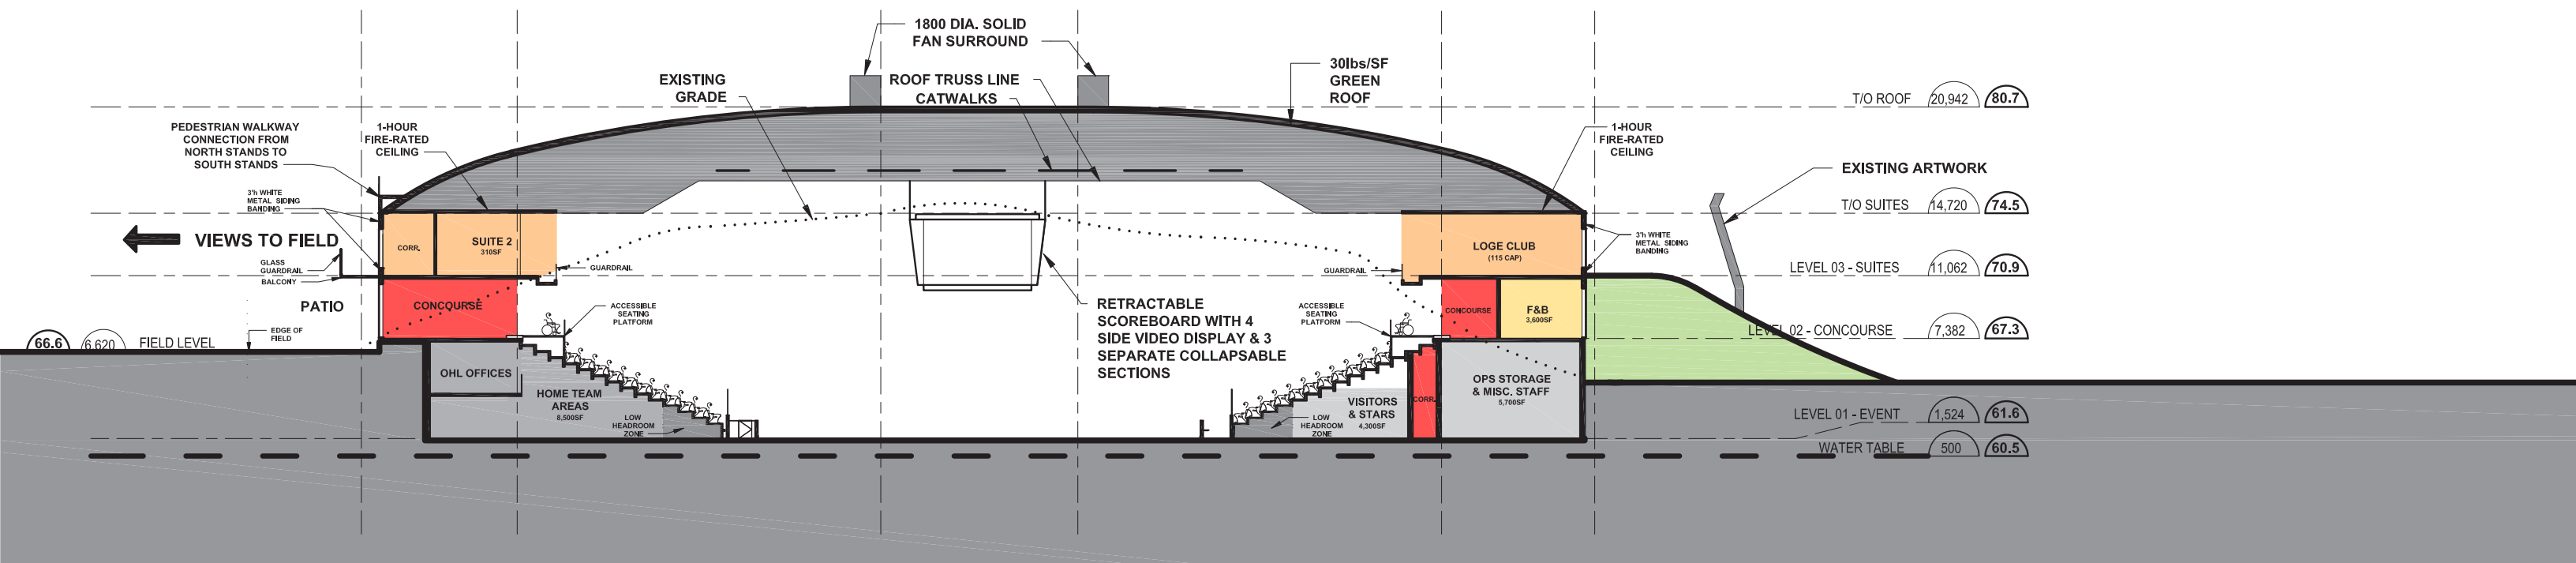 1800 DIA. SOLID
FAN SURROUND
EXISTING
GRADE
ROOF TRUSS LINE
CATWALKS
30lbs/SF
GREEN
ROOF
T/O ROOF 20,942 80.7
PEDESTRIAN WALKWAY
CONNECTION FROM
NORTH STANDS TO
SOUTH STANDS
1-HOUR
FIRE-RATED
CEILING
1-HOUR
FIRE-RATED
CEILING
EXISTING ARTWORK
3'h WHITE
METAL SIDING
BANDING
T/O SUITES 14,720 74.5
VIEWS TO FIELD
CORR.
SUITE 2
310SF
LOGE CLUB
(115 CAP)
3'h WHITE
METAL SIDING
BANDING
GLASS
GUARDRAIL
BALCONY
GUARDRAIL
GUARDRAIL
LEVEL 03 - SUITES 11,062 70.9
PATIO
CONCOURSE
ACCESSIBLE
SEATING
PLATFORM
RETRACTABLE
SCOREBOARD WITH 4
SIDE VIDEO DISPLAY & 3
SEPARATE COLLAPSABLE
SECTIONS
ACCESSIBLE
SEATING
PLATFORM
CONCOURSE
F&B
3,600SF
EDGE OF
FIELD
LEVEL 02 - CONCOURSE 7,382 67.3
66.6 6,620 FIELD LEVEL
OHL OFFICES
HOME TEAM
AREAS
8,500SF
LOW
HEADROOM
ZONE
LOW
HEADROOM
ZONE
VISITORS
& STARS
4,300SF
CORR.
OPS STORAGE
& MISC. STAFF
5,700SF
LEVEL 01 - EVENT 1,524 61.6
WATER TABLE 500 60.5